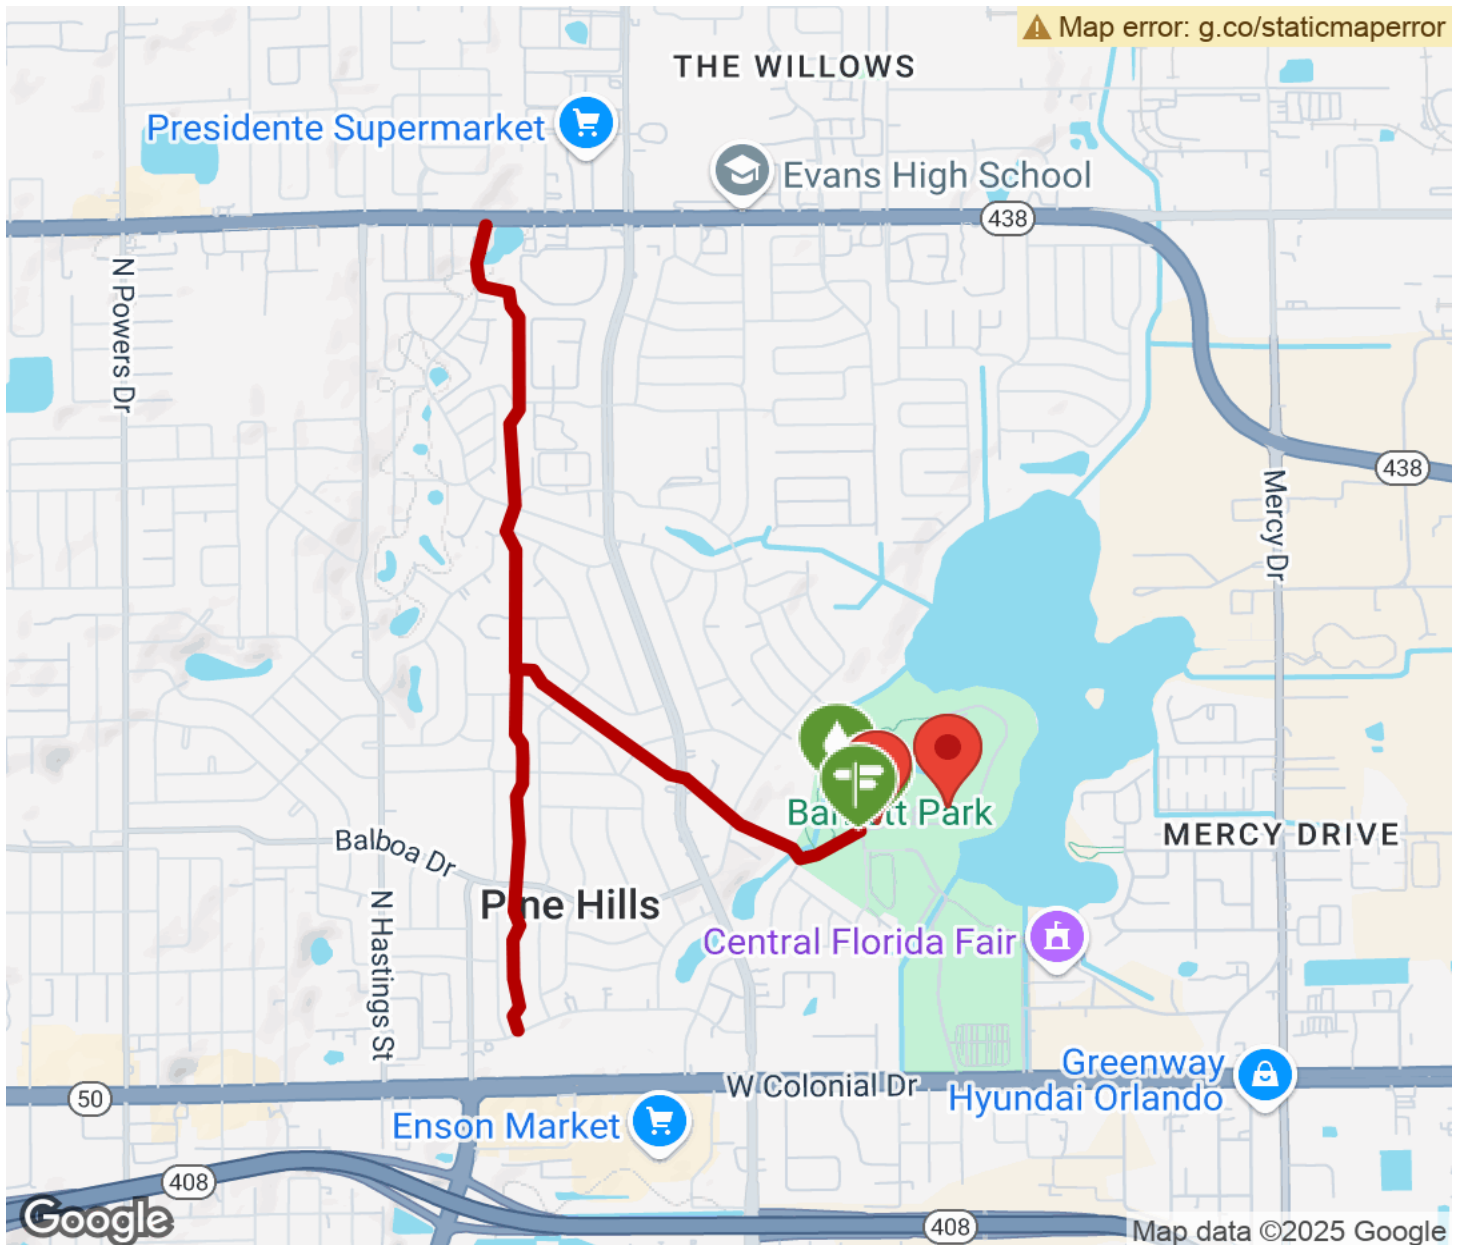 Map error: g.co/staticmaperror
THE WILLOWS
Presidente Supermarket
Evans High School
438
N Powers Dr
438
Mercy Dr
Barnett Park
MERCY DRIVE
Balboa Dr
Pine Hills
N Hastings St
Central Florida Fair
Greenway
Hyundai Orlando
W Colonial Dr
50
Enson Market
408
408
Google
Map data ©2025 Google